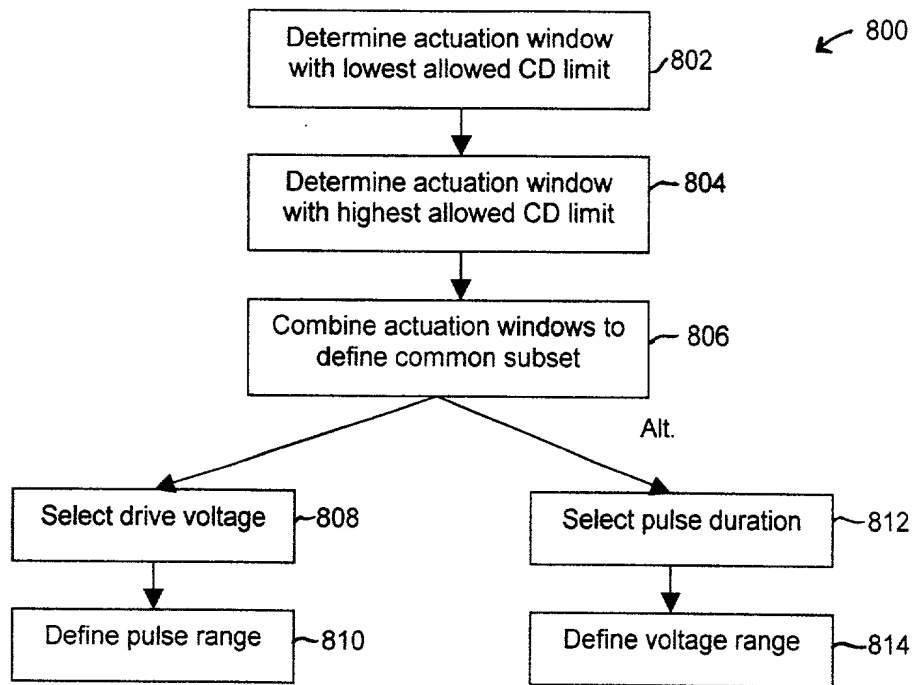 800
Determine actuation window
with lowest allowed CD limit
802
Determine actuation window
with highest allowed CD limit
804
Combine actuation windows to
define common subset
806
Alt.
Select drive voltage
808
Select pulse duration
812
Define pulse range
810
Define voltage range
814